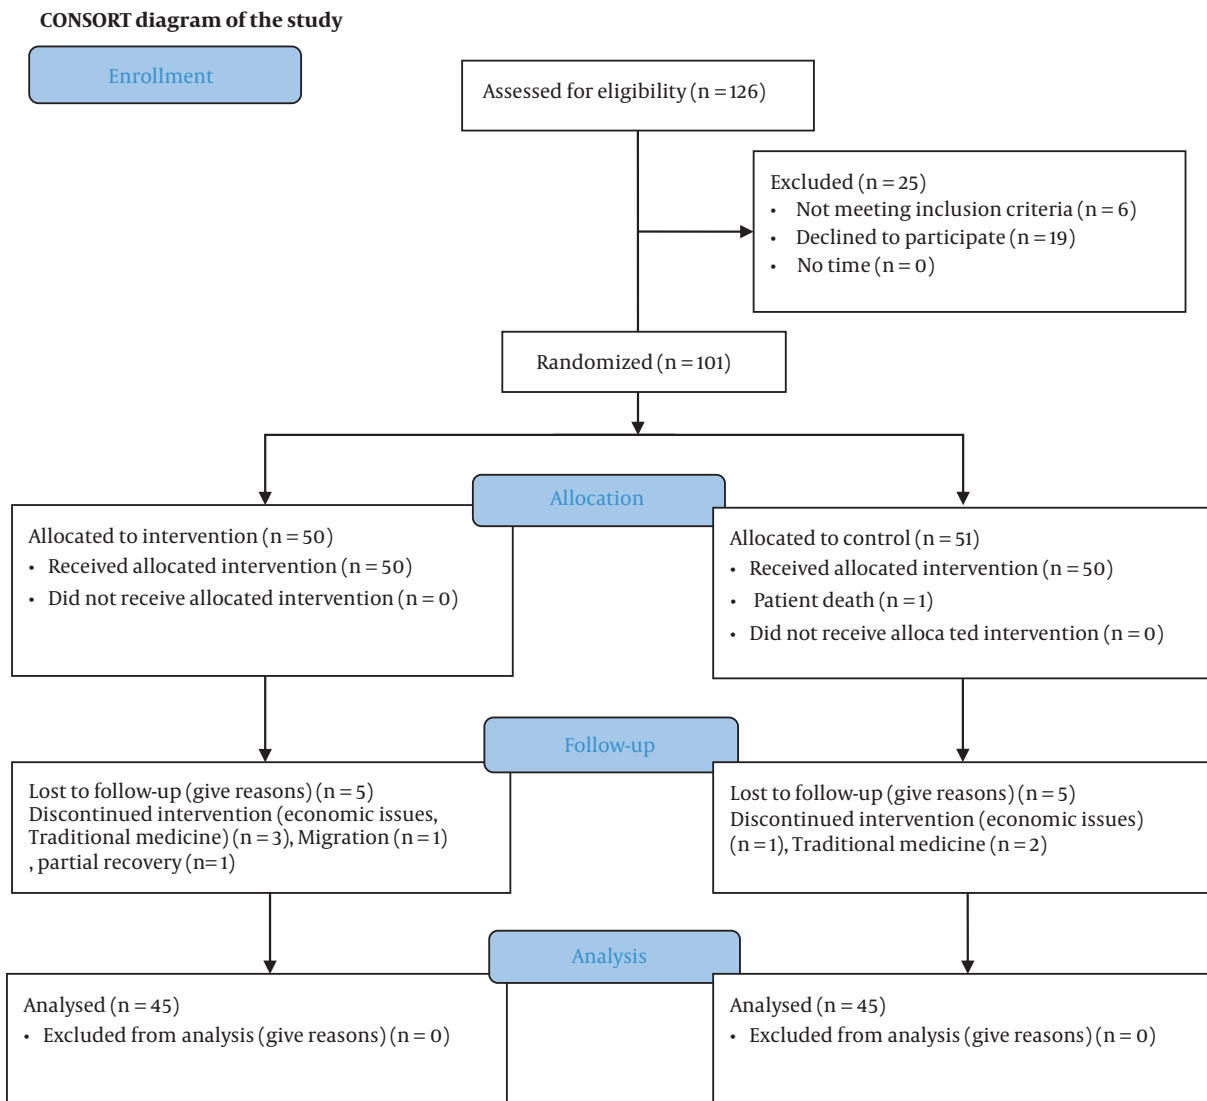 CONSORT diagram of the study
Enrollment
Assessed for eligibility (n = 126)
Excluded (n = 25)
• Not meeting inclusion criteria (n = 6)
• Declined to participate (n = 19)
• No time (n = 0)
Randomized (n = 101)
Allocation
Allocated to intervention (n = 50)
• Received allocated intervention (n = 50)
• Did not receive allocated intervention (n = 0)
Allocated to control (n = 51)
• Received allocated intervention (n = 50)
• Patient death (n = 1)
• Did not receive alloca ted intervention (n = 0)
Follow-up
Lost to follow-up (give reasons) (n = 5)
Discontinued intervention (economic issues,
Traditional medicine) (n = 3), Migration (n = 1)
, partial recovery (n= 1)
Lost to follow-up (give reasons) (n = 5)
Discontinued intervention (economic issues)
(n = 1), Traditional medicine (n = 2)
Analysis
Analysed (n = 45)
• Excluded from analysis (give reasons) (n = 0)
Analysed (n = 45)
• Excluded from analysis (give reasons) (n = 0)